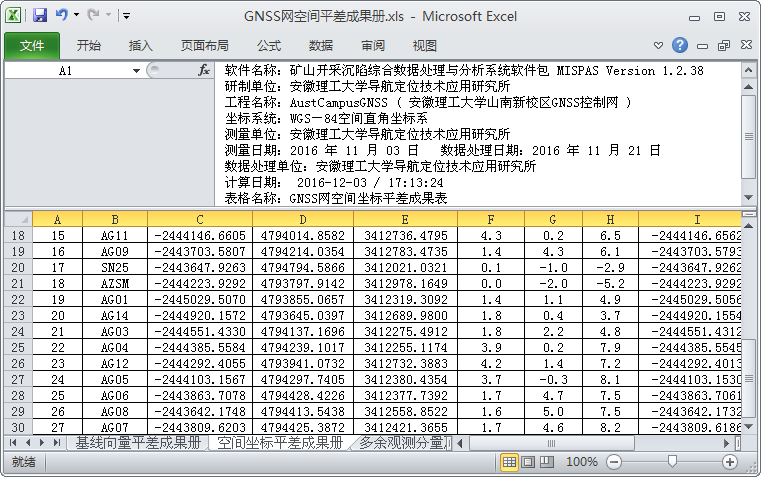 GNSS网空间平差成果册.xls - Microsoft Excel
文件 开始 插入 页面布局 公式 数据 审阅 视图
A1 fx
软件名称: 矿山开采沉陷综合数据处理与分析系统软件包 MISPAS Version 1.2.38
研制单位: 安徽理工大学导航定位技术应用研究所
工程名称: AustCampusGNSS ( 安徽理工大学山南新校区GNSS控制网 )
坐标系统: WGS—84空间直角坐标系
测量单位: 安徽理工大学导航定位技术应用研究所
测量日期: 2016 年 11 月 03 日 数据处理日期: 2016 年 11 月 21 日
数据处理单位: 安徽理工大学导航定位技术应用研究所
计算日期: 2016-12-03 / 17:13:24
表格名称: GNSS网空间坐标平差成果表
A B C D E F G H I
18 15 AG11 -2444146.6605 4794014.8582 3412736.4795 4.3 0.2 6.5 -2444146.6562
19 16 AG09 -2443703.5807 4794214.0354 3412783.4735 1.4 4.3 6.1 -2443703.5793
20 17 SN25 -2443647.9263 4794794.5866 3412021.0321 0.1 -1.0 -2.9 -2443647.9262
21 18 AZSM -2444223.9292 4793797.9142 3412978.1649 0.0 -2.0 -5.2 -2444223.9292
22 19 AG01 -2445029.5070 4793855.0657 3412319.3092 1.4 1.1 4.9 -2445029.5056
23 20 AG14 -2444920.1572 4793645.0397 3412689.9800 1.8 0.4 3.7 -2444920.1554
24 21 AG03 -2444551.4330 4794137.1696 3412275.4912 1.8 2.2 4.8 -2444551.4312
25 22 AG04 -2444385.5584 4794239.1017 3412255.1174 3.9 0.2 7.9 -2444385.5545
26 23 AG12 -2444292.4055 4793941.0732 3412732.3883 4.2 1.4 7.2 -2444292.4013
27 24 AG05 -2444103.1567 4794297.7405 3412380.4354 3.7 -0.3 8.1 -2444103.1530
28 25 AG06 -2443863.7078 4794428.4226 3412377.7392 1.7 4.7 7.5 -2443863.7061
29 26 AG08 -2443642.1748 4794413.5438 3412558.8522 1.6 5.0 7.5 -2443642.1732
30 27 AG07 -2443809.6203 4794425.3872 3412421.3655 1.7 4.6 8.2 -2443809.6186
基线向量平差成果册 空间坐标平差成果册 多余观测分量
就绪 100%